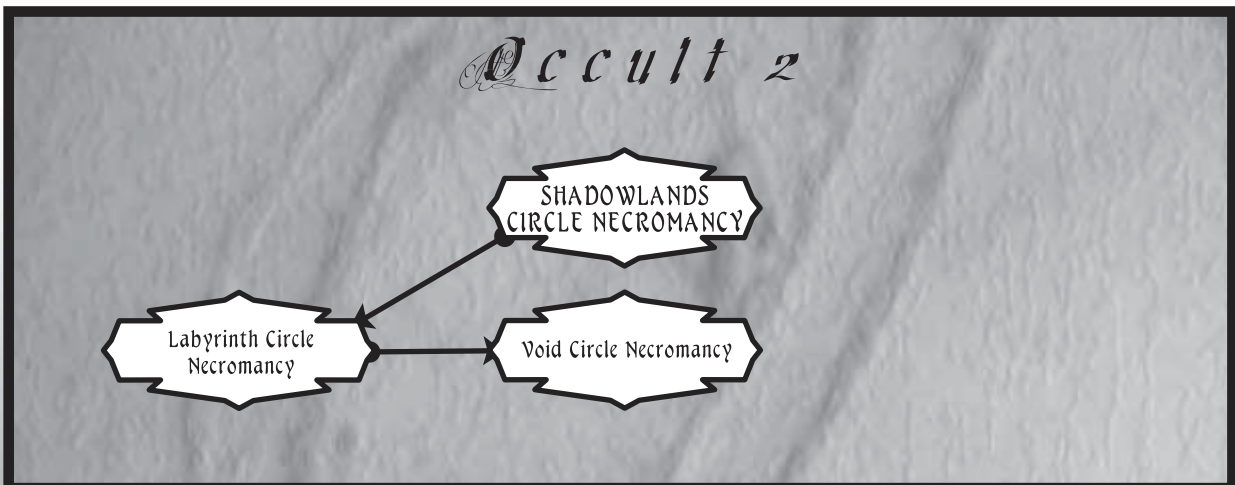 Occult 2
SHADOWLANDS
CIRCLE NECROMANCY
Labyrinth Circle
Necromancy
Void Circle Necromancy